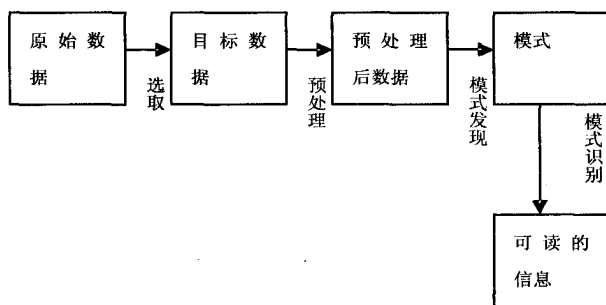 原始数
据
选取
目标数
据
预处理
预处理
后数据
模式发现
模式
模式识别
可读的
信息